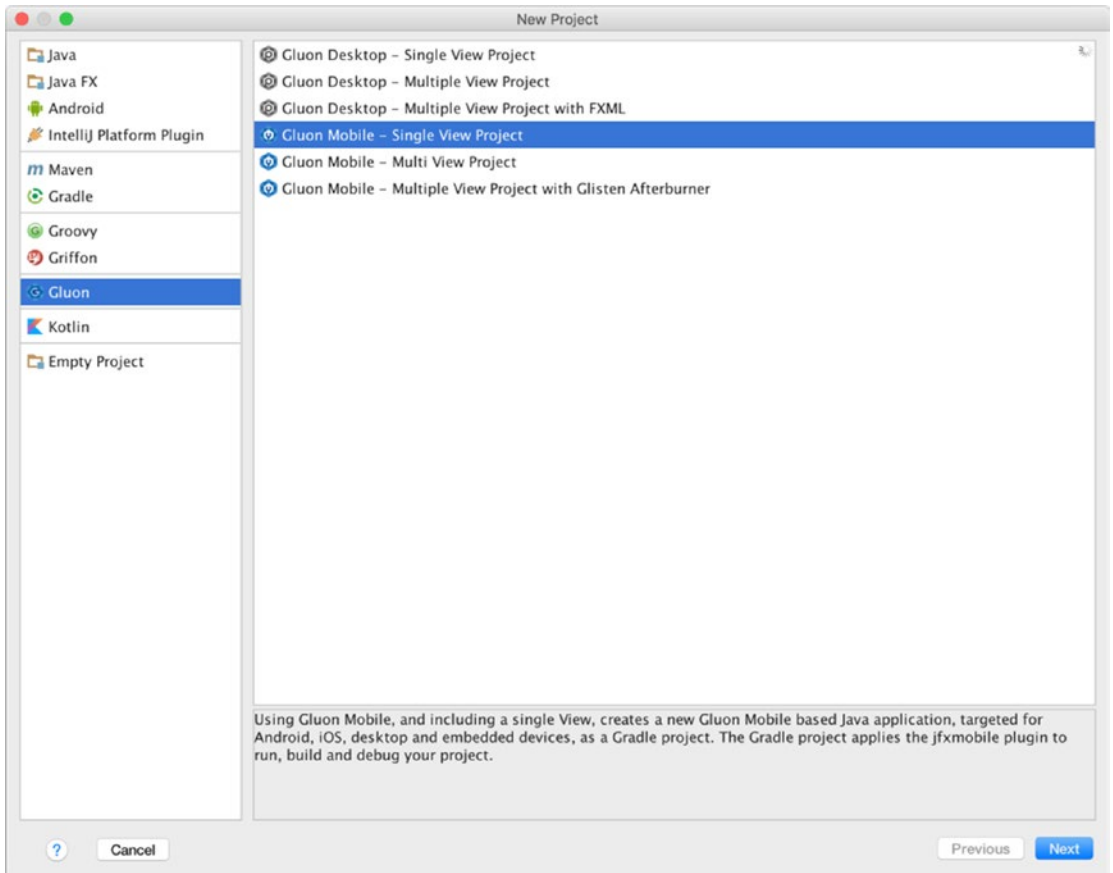 New Project
Java
Java FX
Android
IntelliJ Platform Plugin
m Maven
Gradle
Groovy
Griffon
Gluon
Kotlin
Empty Project
Gluon Desktop – Single View Project
Gluon Desktop – Multiple View Project
Gluon Desktop – Multiple View Project with FXML
Gluon Mobile – Single View Project
Gluon Mobile – Multi View Project
Gluon Mobile – Multiple View Project with Glisten Afterburner
Using Gluon Mobile, and including a single View, creates a new Gluon Mobile based Java application, targeted for
Android, iOS, desktop and embedded devices, as a Gradle project. The Gradle project applies the jfxmobile plugin to
run, build and debug your project.
? Cancel Previous Next